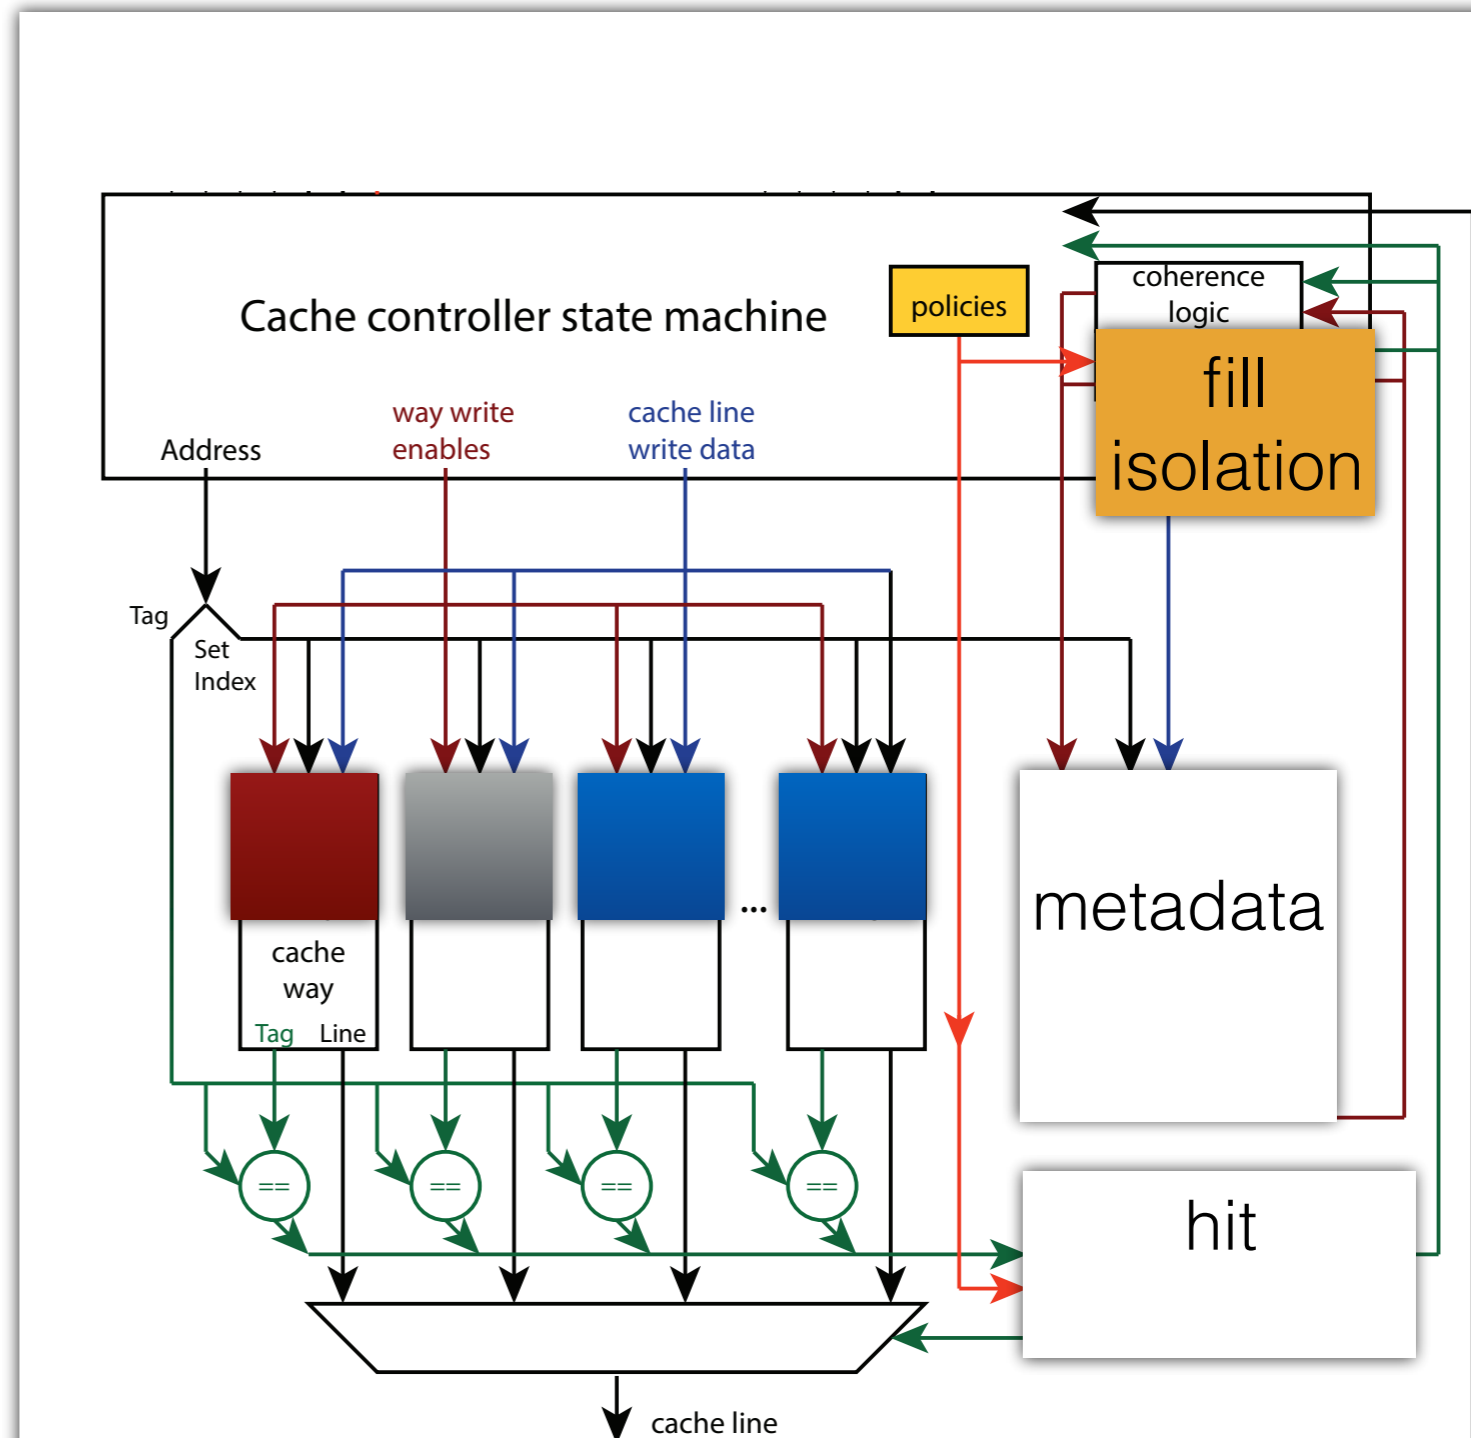 coherence
logic
policies
Cache controller state machine
fill
isolation
way write
enables
cache line
write data
Address
Tag
Set
Index
...
metadata
cache
way
Tag Line
== == == ==
hit
cache line